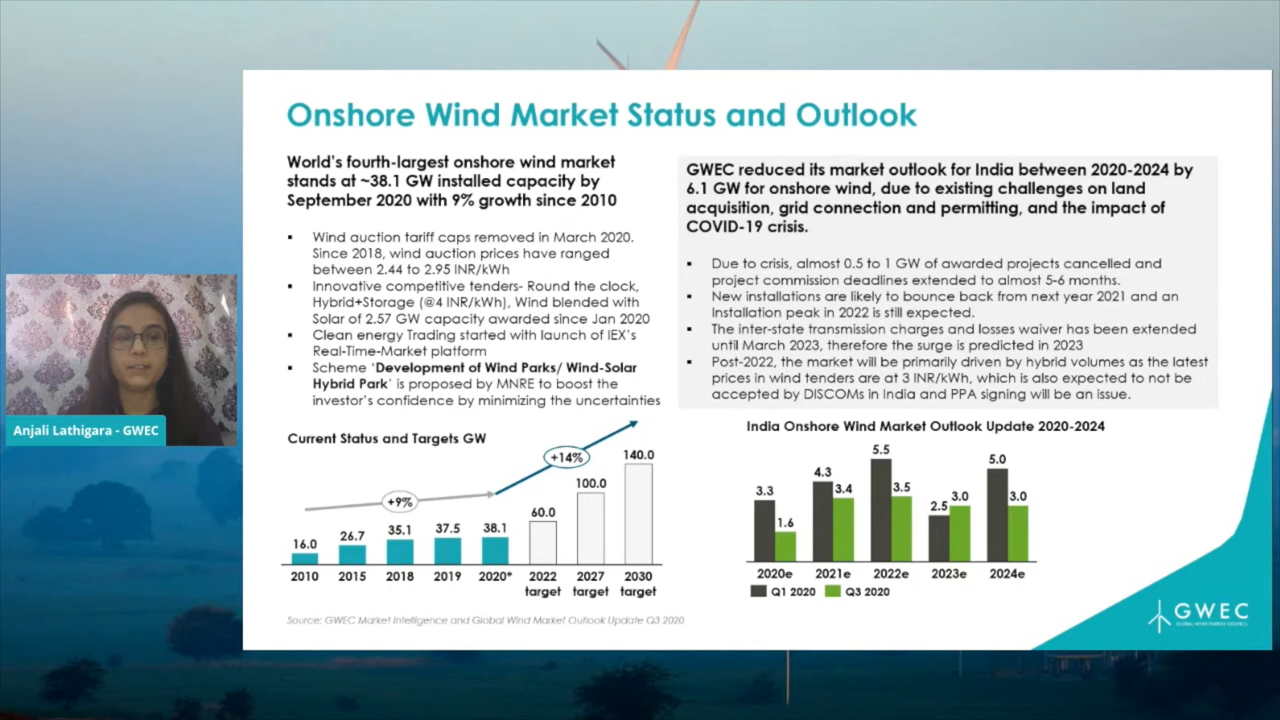 Onshore Wind Market Status and Outlook
World's fourth-largest onshore wind market
stands at ~38.1 GW installed capacity by
September 2020 with 9% growth since 2010
▪ Wind auction tariff caps removed in March 2020.
Since 2018, wind auction prices have ranged
between 2.44 to 2.95 INR/kWh
▪ Innovative competitive tenders- Round the clock,
Hybrid+Storage (@4 INR/kWh), Wind blended with
Solar of 2.57 GW capacity awarded since Jan 2020
▪ Clean energy Trading started with launch of IEX's
Real-Time-Market platform
▪ Scheme 'Development of Wind Parks/ Wind-Solar
Hybrid Park' is proposed by MNRE to boost the
investor's confidence by minimizing the uncertainties
GWEC reduced its market outlook for India between 2020-2024 by
6.1 GW for onshore wind, due to existing challenges on land
acquisition, grid connection and permitting, and the impact of
COVID-19 crisis.
▪ Due to crisis, almost 0.5 to 1 GW of awarded projects cancelled and
project commission deadlines extended to almost 5-6 months.
▪ New installations are likely to bounce back from next year 2021 and an
Installation peak in 2022 is still expected.
▪ The inter-state transmission charges and losses waiver has been extended
until March 2023, therefore the surge is predicted in 2023
▪ Post-2022, the market will be primarily driven by hybrid volumes as the latest
prices in wind tenders are at 3 INR/kWh, which is also expected to not be
accepted by DISCOMs in India and PPA signing will be an issue.
Anjali Lathigara - GWEC
Current Status and Targets GW
+9%
+14%
16.0 26.7 35.1 37.5 38.1 60.0 100.0 140.0
2010 2015 2018 2019 2020* 2022 2027 2030
target target target
India Onshore Wind Market Outlook Update 2020-2024
3.3 1.6 4.3 3.4 5.5 3.5 2.5 3.0 5.0 3.0
2020e 2021e 2022e 2023e 2024e
Q1 2020 Q3 2020
Source: GWEC Market Intelligence and Global Wind Market Outlook Update Q3 2020
GWEC
GLOBAL WIND ENERGY COUNCIL